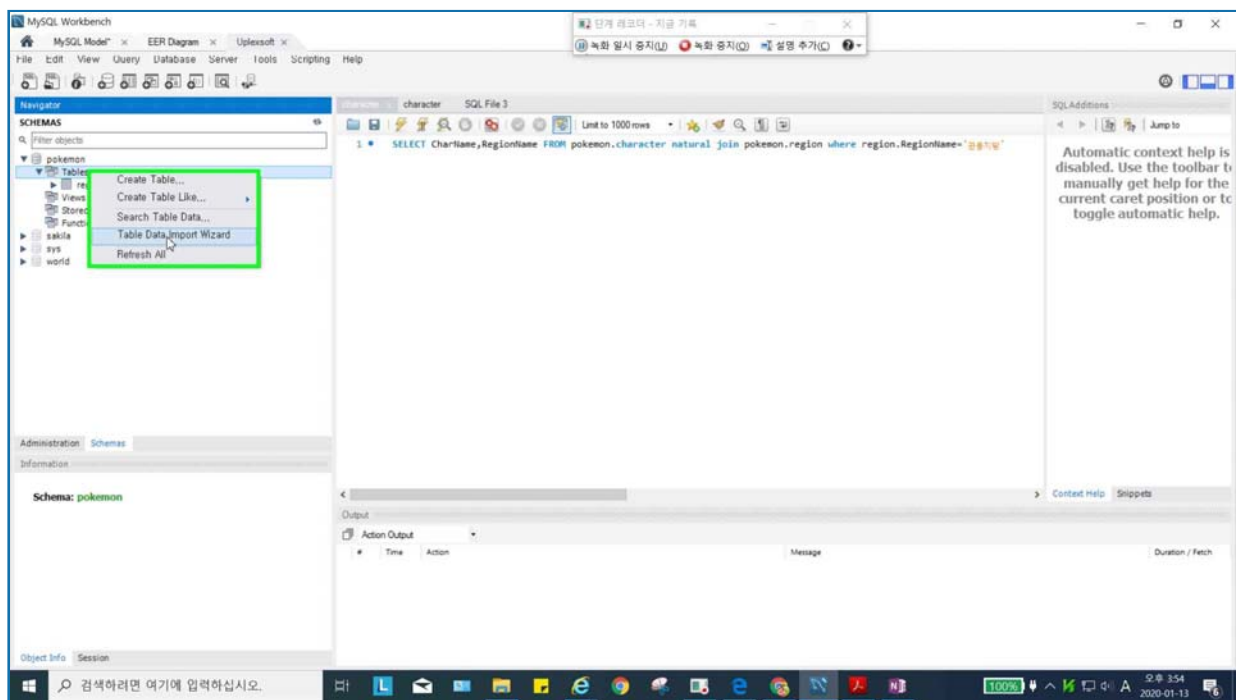 MySQL Workbench
단계 레코더 - 지금 기록
MySQL Model*
EER Diagram
Uplexsoft
녹화 일시 중지(U)
녹화 중지(O)
설명 추가(C)
File Edit View Query Database Server Tools Scripting Help
Navigator
SCHEMAS
Filter objects
pokemon
Tables
Views
Stored
Functi
sakila
sys
world
Create Table...
Create Table Like...
Search Table Data...
Table Data Import Wizard
Refresh All
character
SQL File 3
Limit to 1000 rows
1
SELECT CharName,RegionName FROM pokemon.character natural join pokemon.region where region.RegionName='
SQLAdditions
Jump to
Automatic context help is
disabled. Use the toolbar t
manually get help for the
current caret position or to
toggle automatic help.
Administration Schemas
Information
Schema: pokemon
Context Help Snippets
Output
Action Output
# Time Action Message Duration / Fetch
Object Info Session
검색하려면 여기에 입력하십시오.
100%
A
오후 3:54
2020-01-13